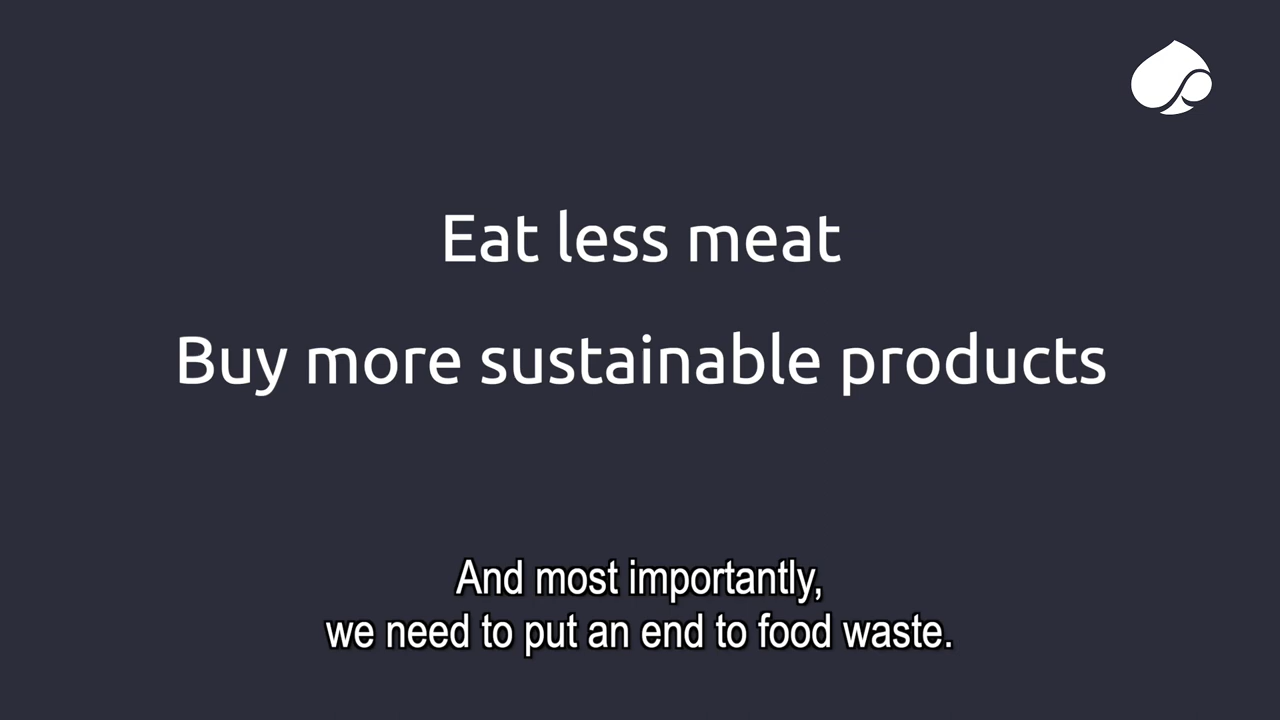 Eat less meat
Buy more sustainable products
And most importantly,
we need to put an end to food waste.